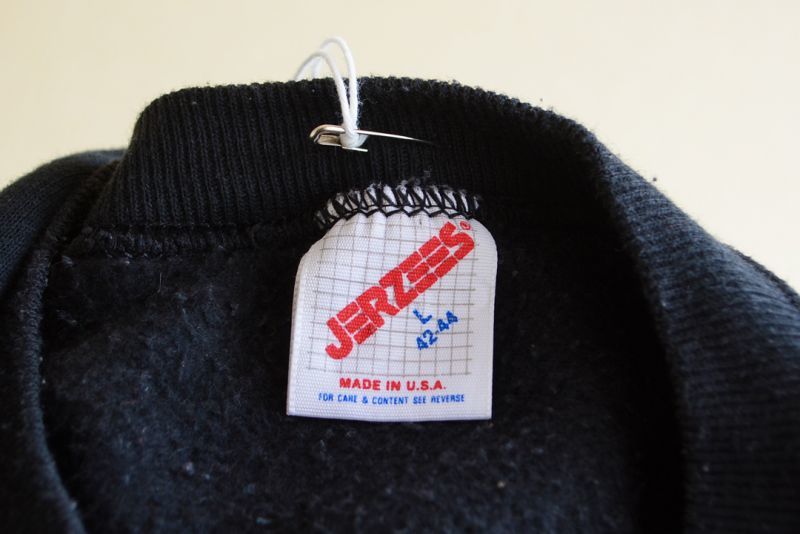 JERZEES®
L
42-44
MADE IN U.S.A.
FOR CARE & CONTENT SEE REVERSE